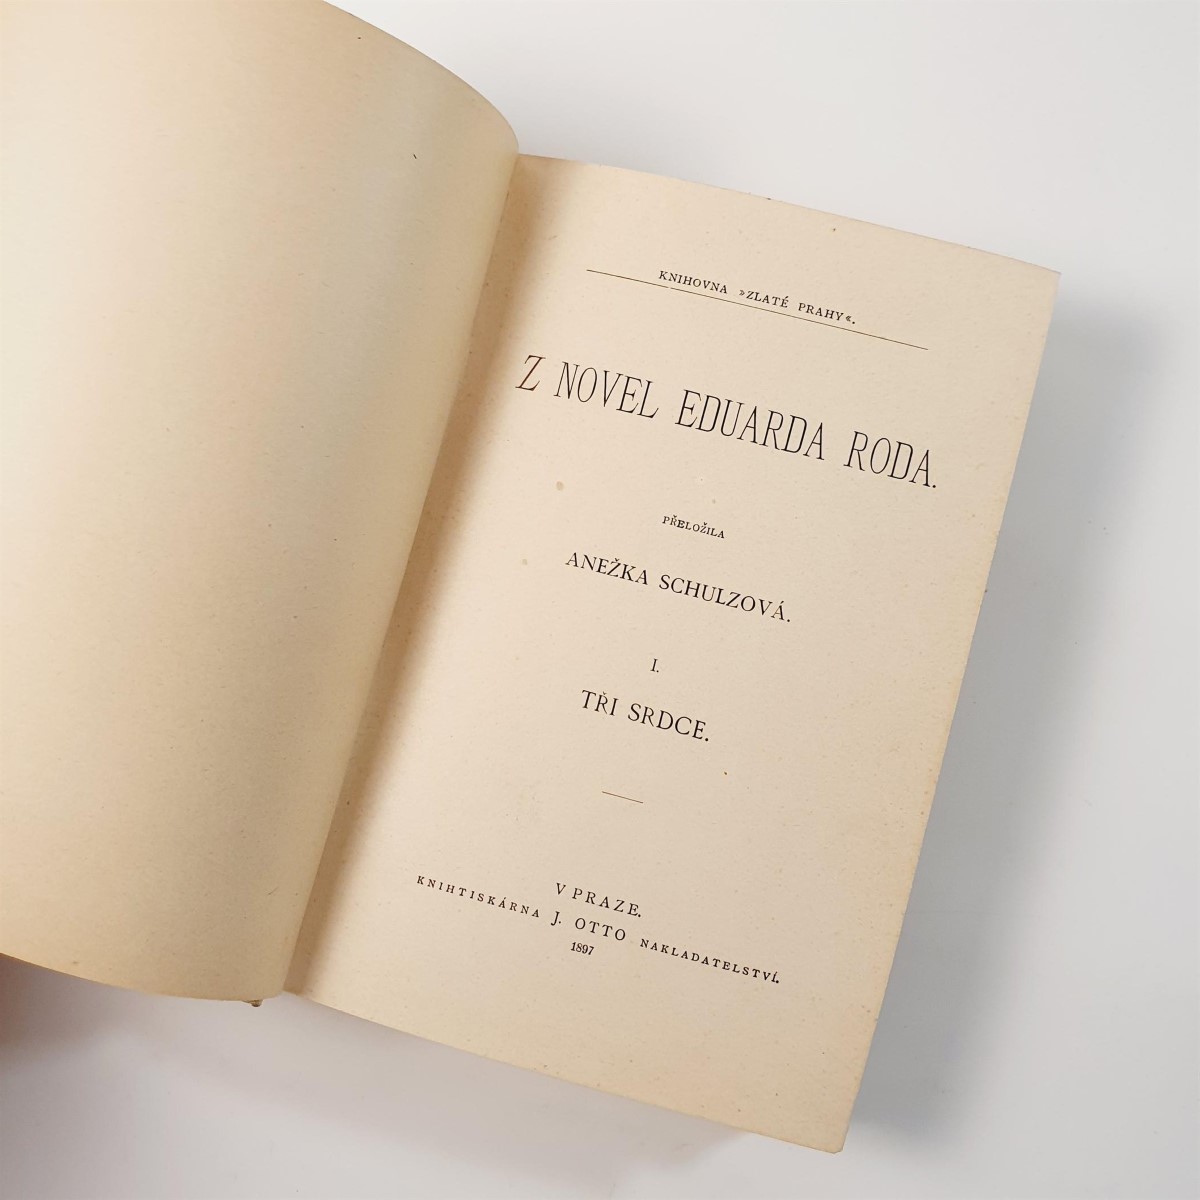 KNIHOVNA »ZLATÉ PRAHY«.
Z NOVEL EDUARDA RODA.
PŘELOŽILA
ANEŽKA SCHULZOVÁ.
I.
TŘI SRDCE.
V PRAZE.
KNIHTISKÁRNA J. OTTO NAKLADATELSTVÍ.
1897